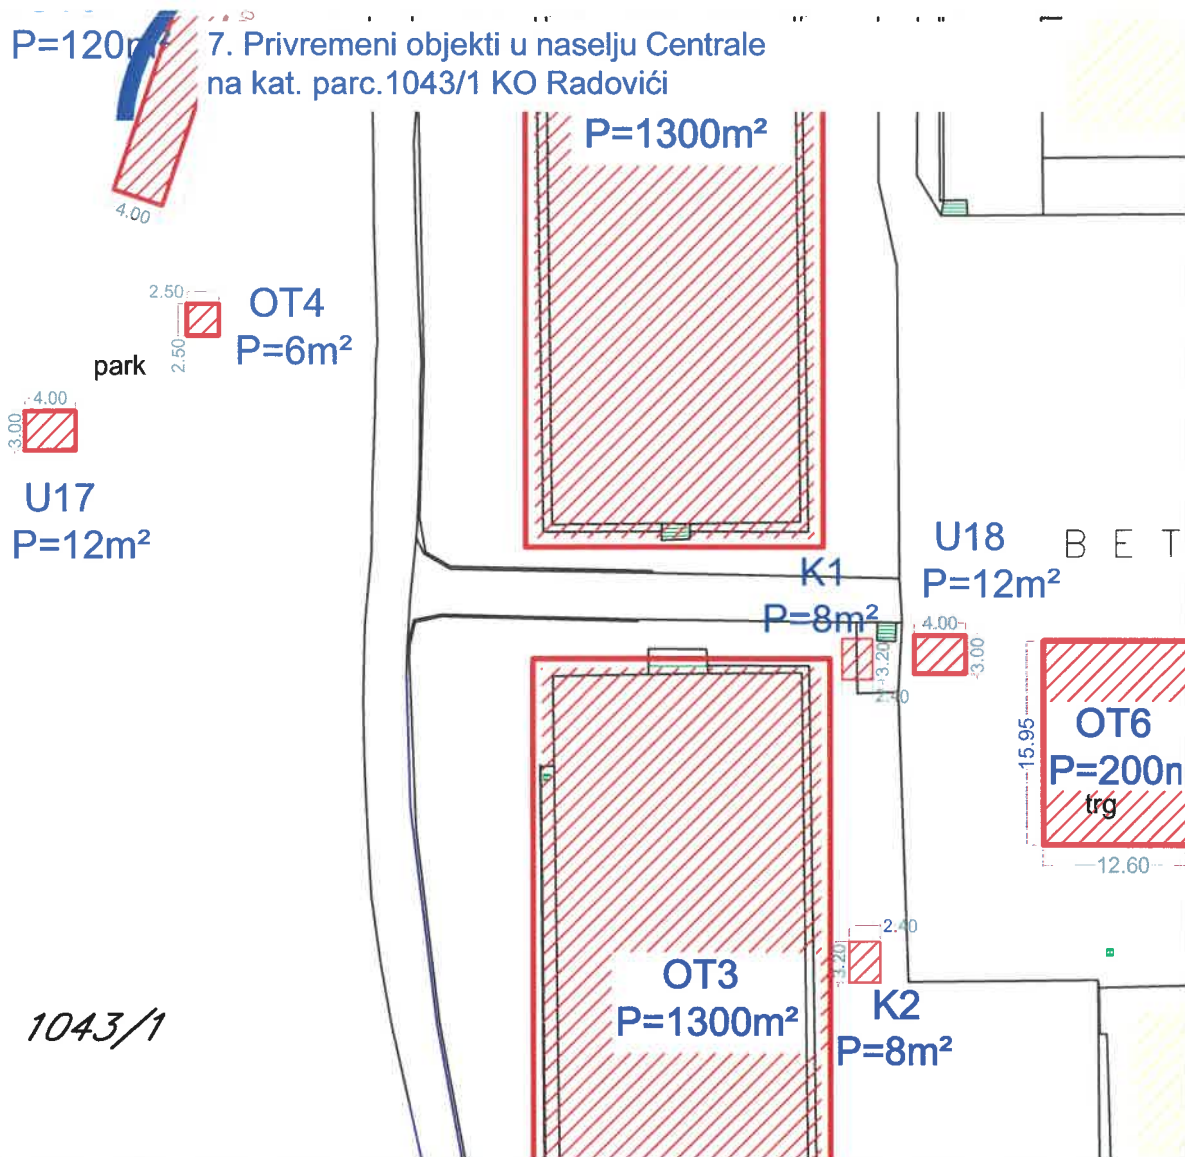 P=120m²
7. Privremeni objekti u naselju Centrale
na kat. parc.1043/1 KO Radovići
P=1300m²
4.00
2.50
OT4
P=6m²
2.50
park
4.00
3.00
U17
P=12m²
U18
P=12m²
B E T
K1
P=8m²
4.00
3.00
3.20
2.40
15.95
OT6
P=200n
trg
12.60
2.40
3.20
OT3
P=1300m²
K2
P=8m²
1043/1